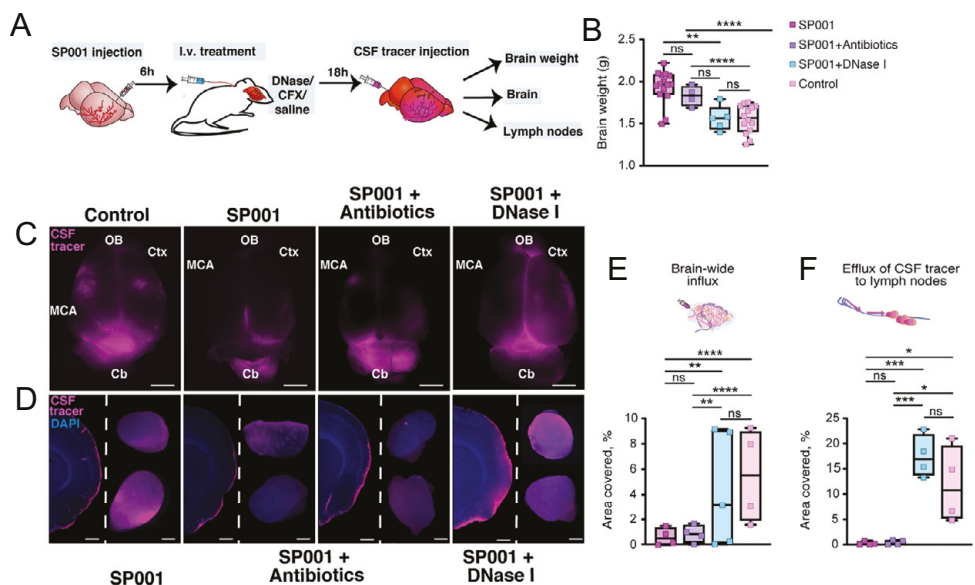 A
SP001 injection
6h
I.v. treatment
DNase/
CFX/
saline
18h
CSF tracer injection
Brain weight
Brain
Lymph nodes
B
Brain weight (g)
2.5
2.0
1.5
1.0
****
**
ns
****
ns
ns
SP001
SP001+Antibiotics
SP001+DNase I
Control
C
Control
SP001
SP001 +
Antibiotics
SP001 +
DNase I
CSF
tracer
OB
Ctx
MCA
Cb
OB
Ctx
MCA
Cb
OB
Ctx
MCA
Cb
OB
Ctx
MCA
Cb
D
CSF
tracer
DAPI
SP001
SP001 +
Antibiotics
SP001 +
DNase I
E
Brain-wide
influx
****
**
ns
****
**
ns
Area covered, %
10
8
6
4
2
0
F
Efflux of CSF tracer
to lymph nodes
*
***
ns
*
***
ns
Area covered, %
25
20
15
10
5
0